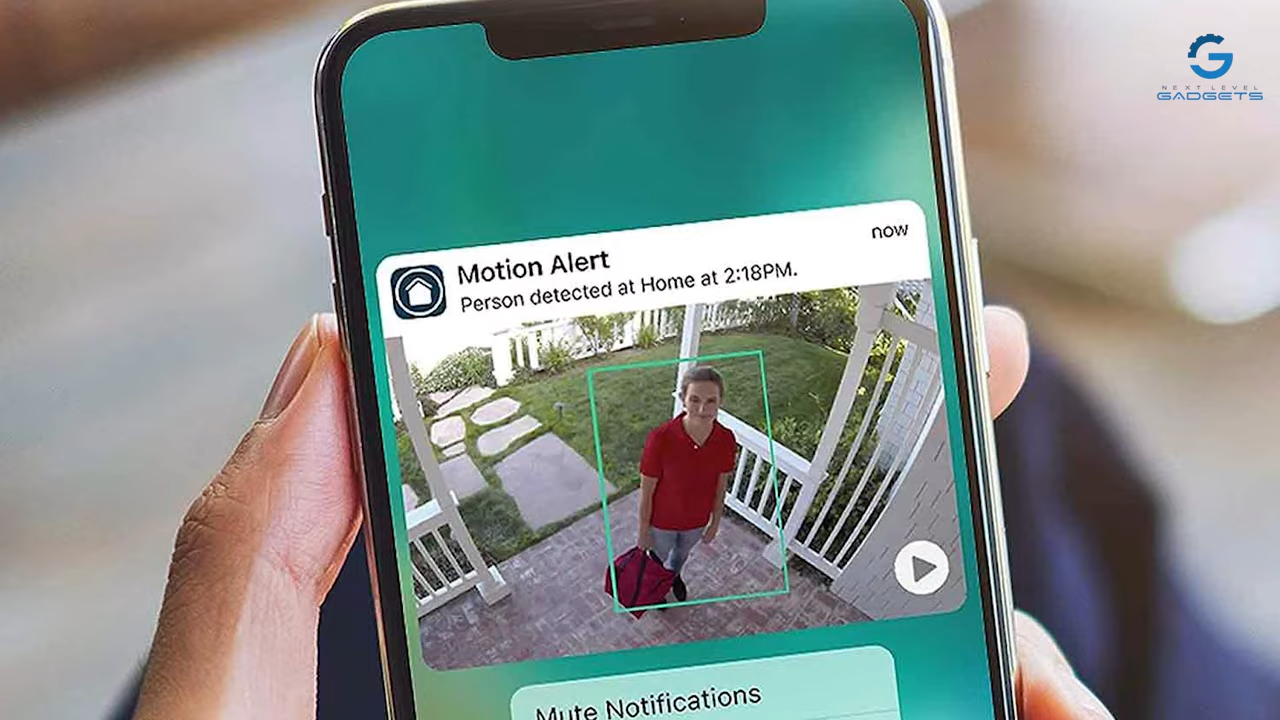 NEXT LEVEL
GADGETS
now
Motion Alert
Person detected at Home at 2:18PM.
Mute Notifications